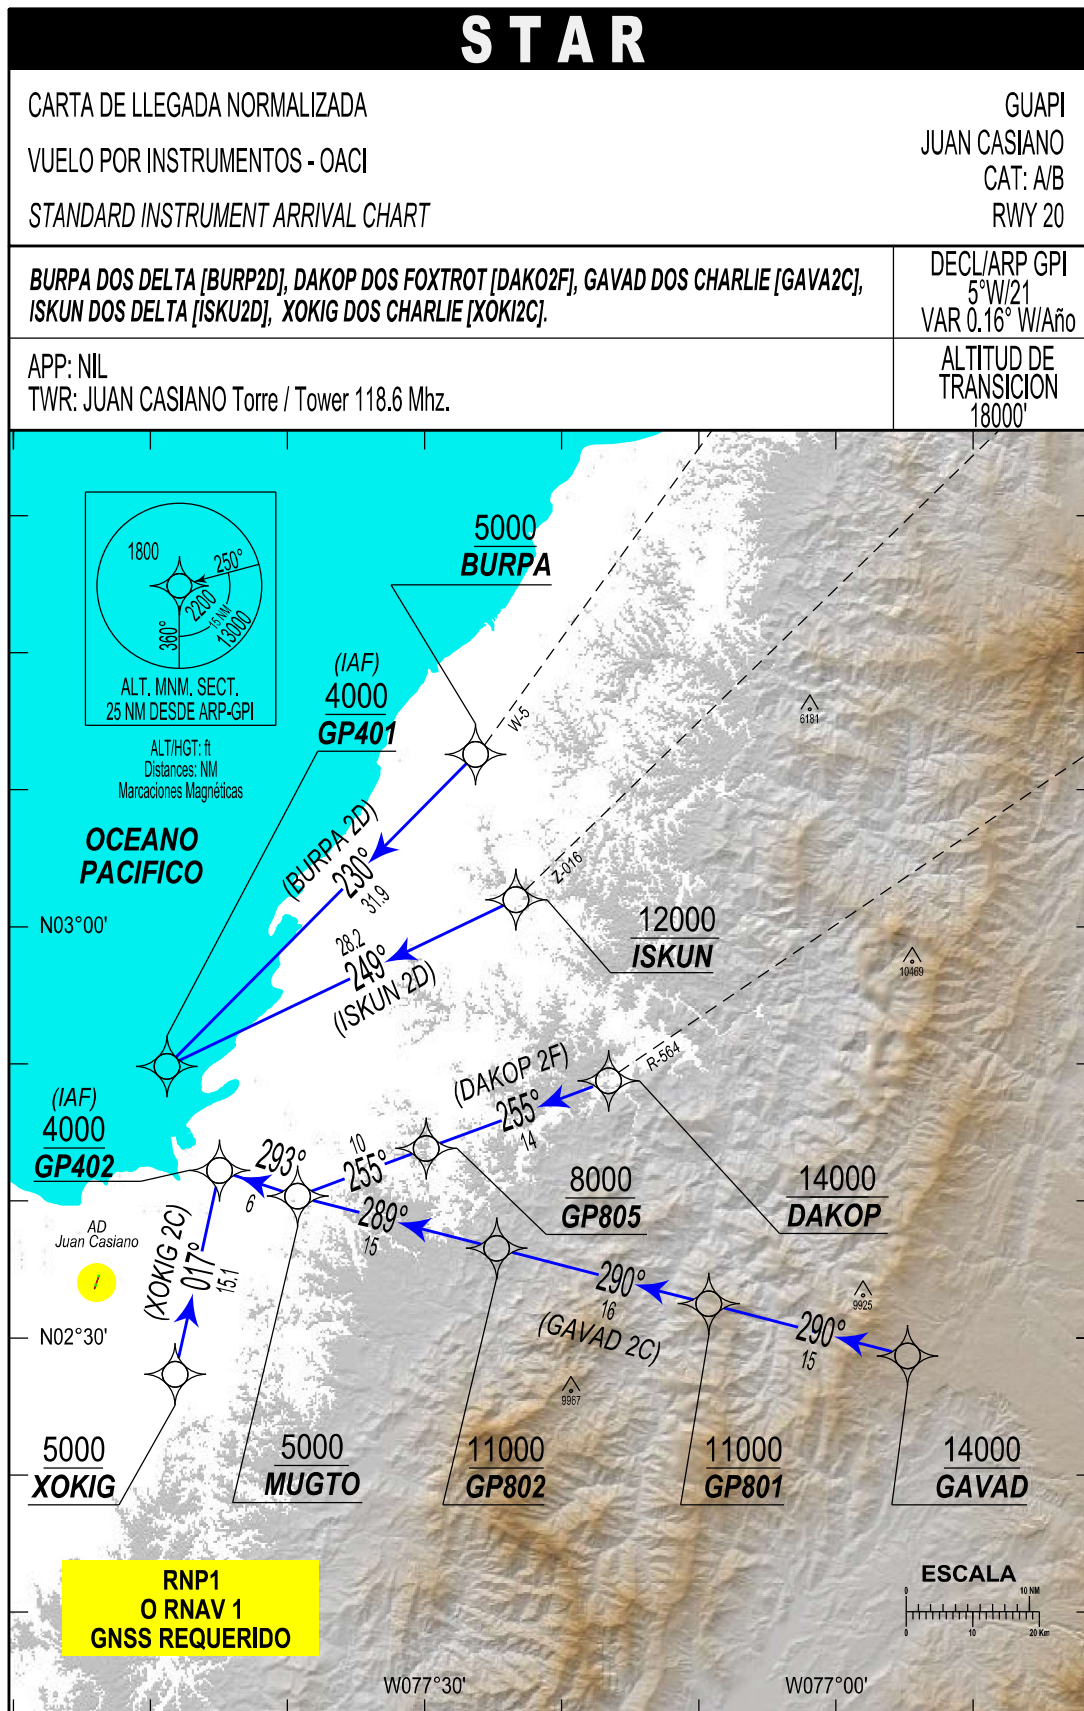 STAR
CARTA DE LLEGADA NORMALIZADA
VUELO POR INSTRUMENTOS - OACI
STANDARD INSTRUMENT ARRIVAL CHART
GUAPI
JUAN CASIANO
CAT: A/B
RWY 20
BURPA DOS DELTA [BURP2D], DAKOP DOS FOXTROT [DAKO2F], GAVAD DOS CHARLIE [GAVA2C],
ISKUN DOS DELTA [ISKU2D], XOKIG DOS CHARLIE [XOKI2C].
DECL/ARP GPI
5°W/21
VAR 0.16° W/Año
APP: NIL
TWR: JUAN CASIANO Torre / Tower 118.6 Mhz.
ALTITUD DE
TRANSICION
18000'
1800
250°
2200
15 NM
13000
360°
ALT. MNM. SECT.
25 NM DESDE ARP-GPI
ALT/HGT: ft
Distances: NM
Marcaciones Magnéticas
OCEANO
PACIFICO
5000
BURPA
(IAF)
4000
GP401
W-5
6181
(BURPA 2D)
230°
31.9
Z-016
N03°00'
12000
ISKUN
28.2
249°
(ISKUN 2D)
10469
R-564
(DAKOP 2F)
255°
14
(IAF)
4000
GP402
293°
6
10
255°
289°
15
8000
GP805
14000
DAKOP
AD
Juan Casiano
(XOKIG 2C)
017°
15.1
290°
16
(GAVAD 2C)
9925
290°
15
N02°30'
9967
5000
XOKIG
5000
MUGTO
11000
GP802
11000
GP801
14000
GAVAD
RNP1
O RNAV 1
GNSS REQUERIDO
ESCALA
0 10 NM
0 10 20 Km
W077°30'
W077°00'